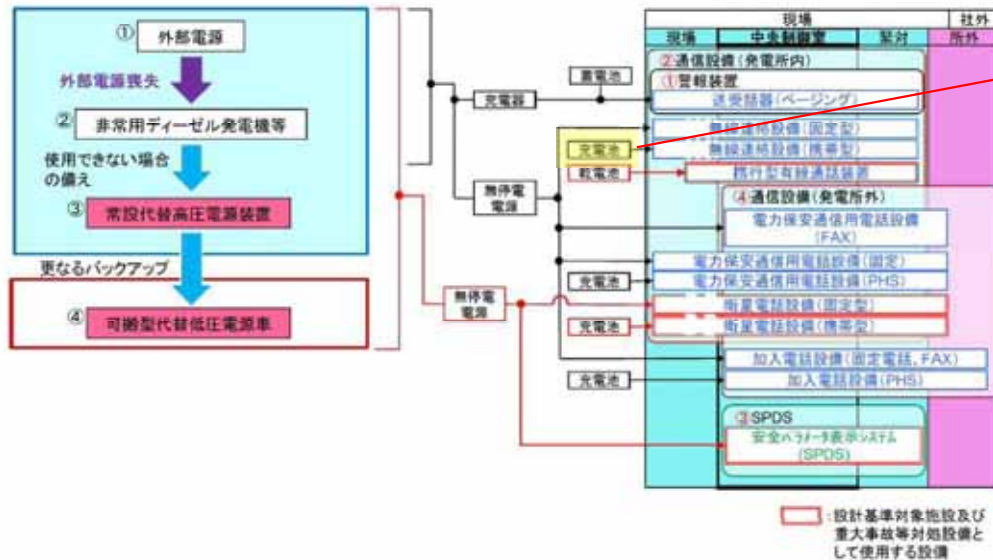 ①
外部電源
外部電源喪失
②
非常用ディーゼル発電機等
使用できない場合
の備え
③
常設代替高圧電源装置
更なるバックアップ
④
可搬型代替低圧電源車
充電器
蓄電池
充電池
乾電池
無停電
電源
充電池
無停電
電源
充電池
充電池
現場
社外
現場
中央制御室
緊対
所外
②通信設備(発電所内)
①警報装置
送受話器(ページング)
無線連絡設備(固定型)
無線連絡設備(携帯型)
携行型有線通話装置
④通信設備(発電所外)
電力保安通信用電話設備
(FAX)
電力保安通信用電話設備(固定)
電力保安通信用電話設備(PHS)
衛星電話設備(固定型)
衛星電話設備(携帯型)
加入電話設備(固定電話、FAX)
加入電話設備(PHS)
③SPDS
安全パラメータ表示システム
(SPDS)
:設計基準対象施設及び
重大事故等対処設備と
して使用する設備